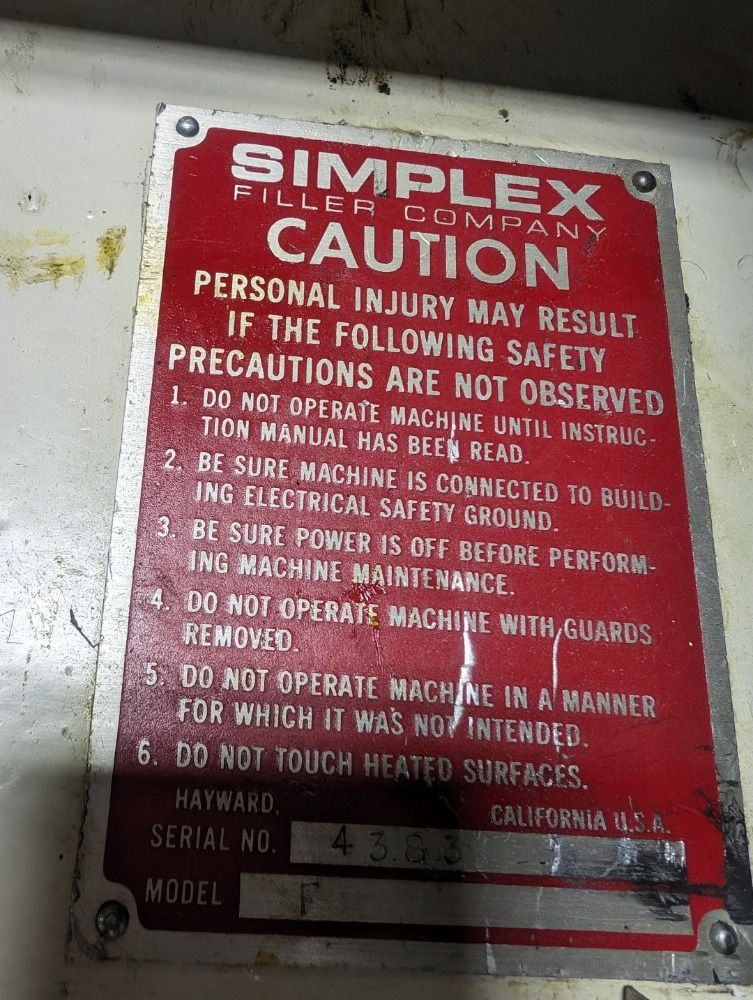 SIMPLEX
FILLER COMPANY
CAUTION
PERSONAL INJURY MAY RESULT
IF THE FOLLOWING SAFETY
PRECAUTIONS ARE NOT OBSERVED
1. DO NOT OPERATE MACHINE UNTIL INSTRUC-
TION MANUAL HAS BEEN READ.
2. BE SURE MACHINE IS CONNECTED TO BUILD-
ING ELECTRICAL SAFETY GROUND.
3. BE SURE POWER IS OFF BEFORE PERFORM-
ING MACHINE MAINTENANCE.
4. DO NOT OPERATE MACHINE WITH GUARDS
REMOVED.
5. DO NOT OPERATE MACHINE IN A MANNER
FOR WHICH IT WAS NOT INTENDED.
6. DO NOT TOUCH HEATED SURFACES.
HAYWARD, CALIFORNIA U.S.A.
SERIAL NO.
MODEL